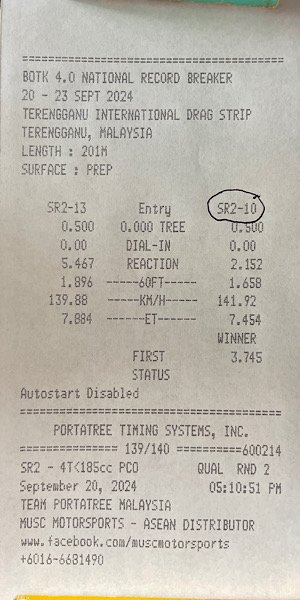 ==========================================
BOTK 4.0 NATIONAL RECORD BREAKER
20 - 23 SEPT 2024
TERENGGANU INTERNATIONAL DRAG STRIP
TERENGGANU, MALAYSIA
LENGTH : 201M
SURFACE : PREP
SR2-13 Entry SR2-10
0.500 0.000 TREE 0.500
0.00 DIAL-IN 0.00
5.467 REACTION 2.152
1.896 ------60FT------ 1.658
139.88 ------KM/H----- 141.92
7.884 ------ET------ 7.454
WINNER
FIRST 3.745
STATUS
Autostart Disabled
==========================================
PORTATREE TIMING SYSTEMS, INC.
================ 139/140 ==========600214
SR2 - 4T<185cc PCO QUAL RND 2
September 20, 2024 05:10:51 PM
TEAM PORTATREE MALAYSIA
MUSC MOTORSPORTS - ASEAN DISTRIBUTOR
www.facebook.com/muscmotorsports
+6016-6681490